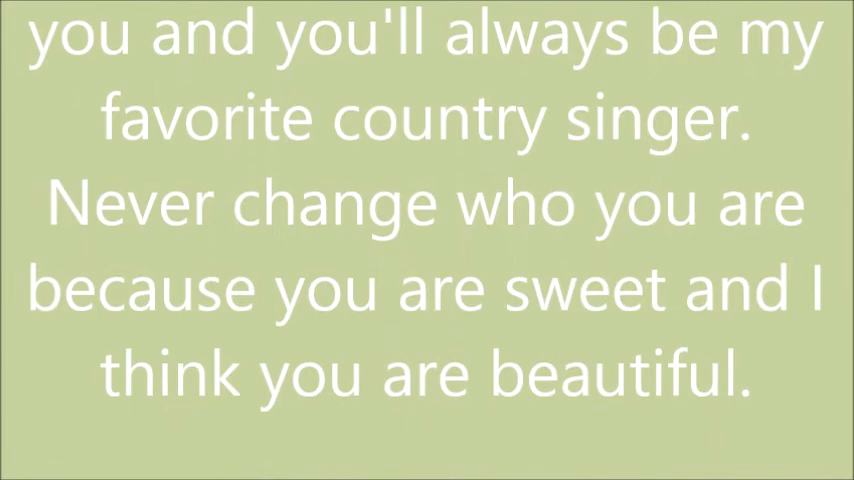 you and you'll always be my
favorite country singer.
Never change who you are
because you are sweet and I
think you are beautiful.